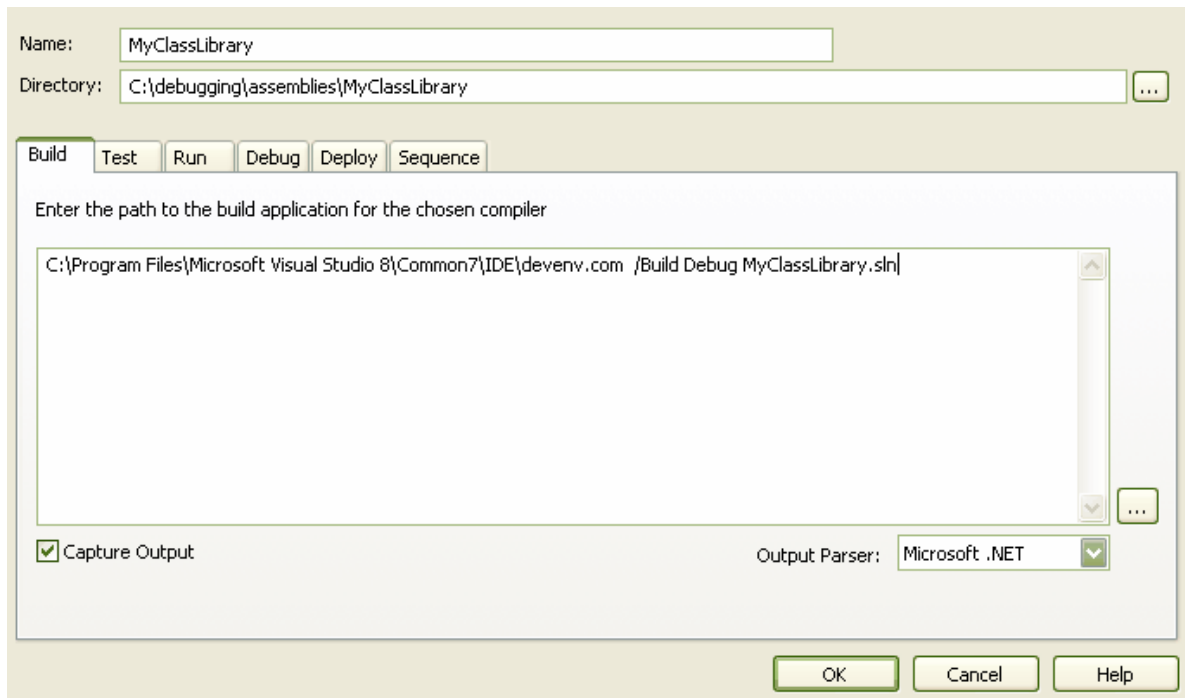 Name: MyClassLibrary
Directory: C:\debugging\assemblies\MyClassLibrary ...
Build Test Run Debug Deploy Sequence
Enter the path to the build application for the chosen compiler
C:\Program Files\Microsoft Visual Studio 8\Common7\IDE\devenv.com  /Build Debug MyClassLibrary.sln
...
Capture Output Output Parser: Microsoft .NET
OK Cancel Help